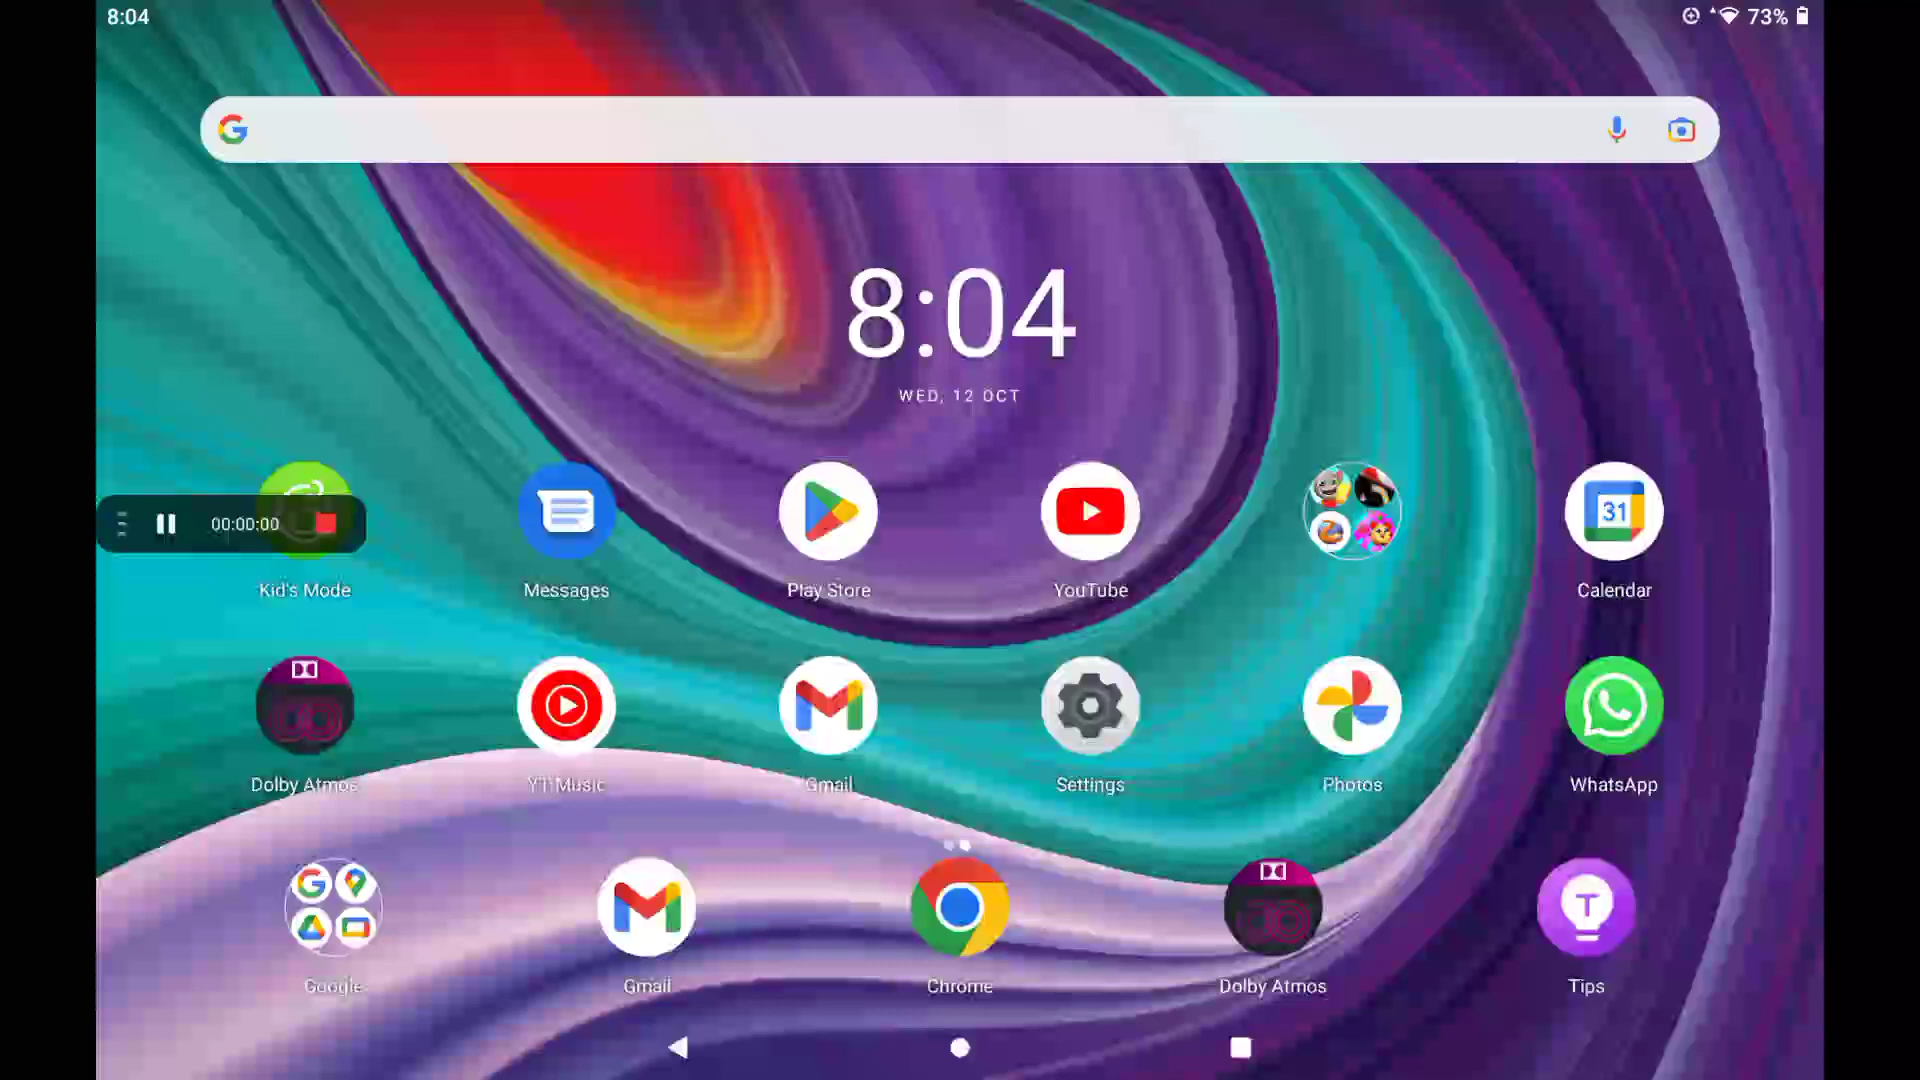 8:04
73%
8:04
WED, 12 OCT
31
00:00:00
Kid's Mode
Messages
Play Store
YouTube
Calendar
Dolby Atmos
YT Music
Gmail
Settings
Photos
WhatsApp
T
Google
Gmail
Chrome
Dolby Atmos
Tips